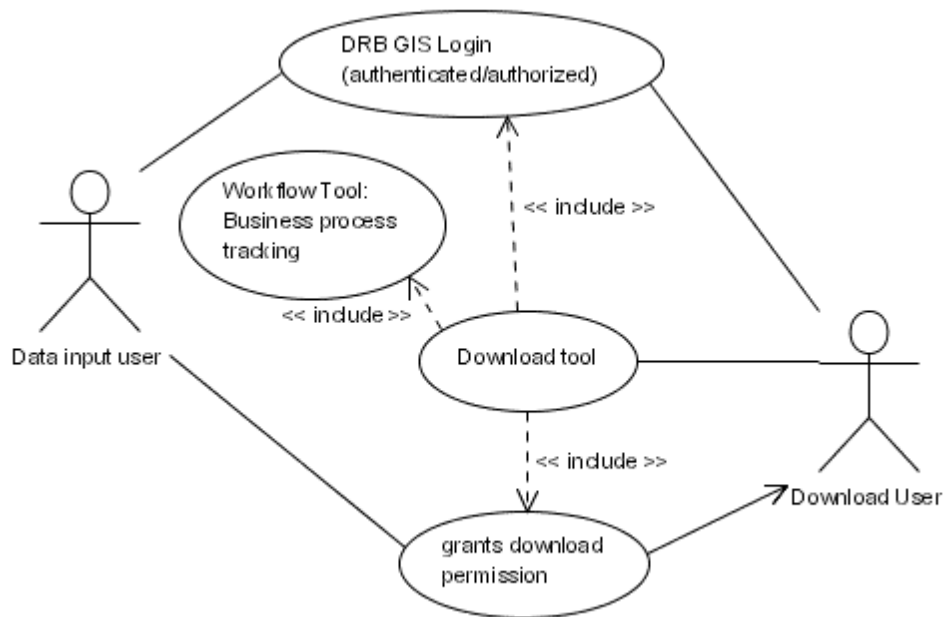 DRB GIS Login
(authenticated/authorized)
Workflow Tool:
Business process
tracking
<< include >>
<< include >>
Data input user
Download tool
<< include >>
Download User
grants download
permission